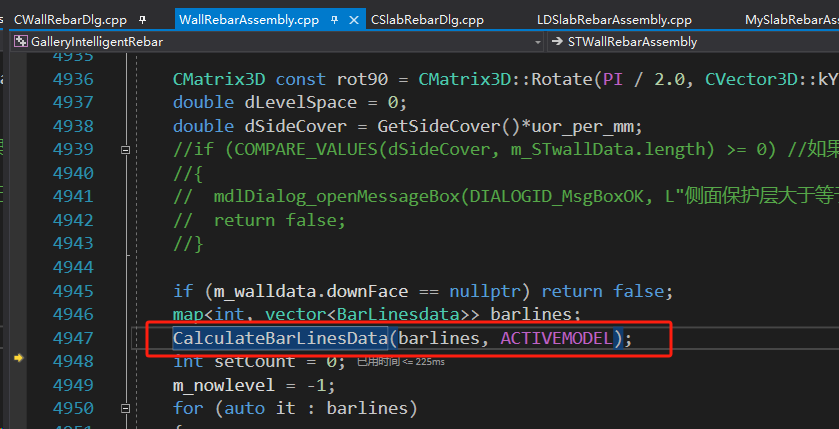 CWallRebarDlg.cpp WallRebarAssembly.cpp CSlabRebarDlg.cpp LDSlabRebarAssembly.cpp MySlabRebarAss
GalleryIntelligentRebar STWallRebarAssembly
4935
4936 CMatrix3D const rot90 = CMatrix3D::Rotate(PI / 2.0, CVector3D::kY
4937 double dLevelSpace = 0;
4938 double dSideCover = GetSideCover()*uor_per_mm;
4939 //if (COMPARE_VALUES(dSideCover, m_STwallData.length) >= 0) //如果
4940 //{
4941 // mdlDialog_openMessageBox(DIALOGID_MsgBoxOK, L"侧面保护层大于等于
4942 // return false;
4943 //}
4944
4945 if (m_walldata.downFace == nullptr) return false;
4946 map<int, vector<BarLinesdata>> barlines;
4947 CalculateBarLinesData(barlines, ACTIVEMODEL);
4948 int setCount = 0; 已用时间 <= 225ms
4949 m_nowlevel = -1;
4950 for (auto it : barlines)